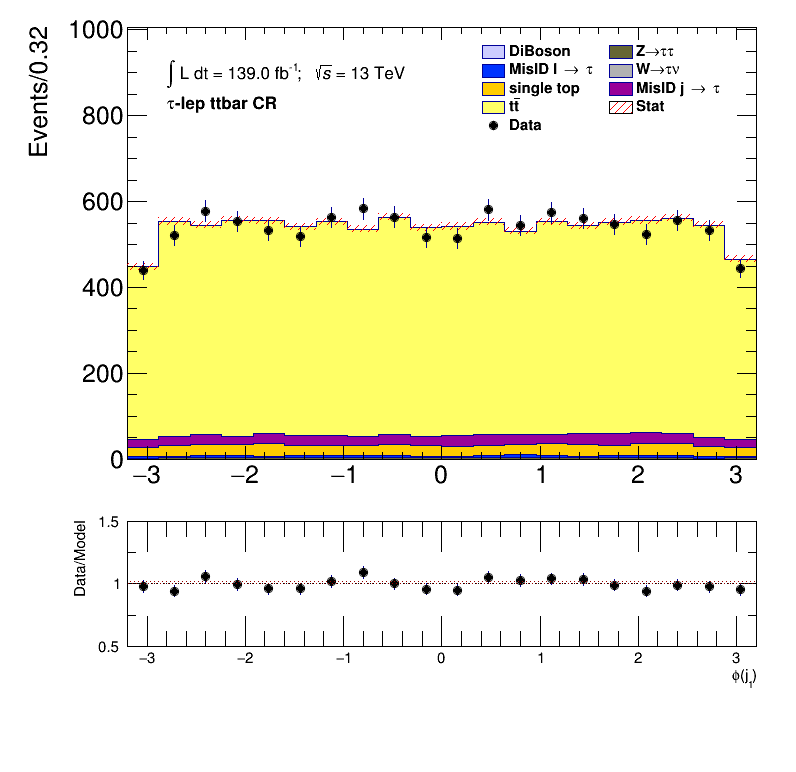 Events/0.32
1000
800
600
400
200
0
∫ L dt = 139.0 fb⁻¹; √s = 13 TeV
τ-lep ttbar CR
DiBoson
Z→ττ
MisID l → τ
W→τν
single top
MisID j → τ
tt̄
Stat
Data
−3 −2 −1 0 1 2 3
Data/Model
1.5
1
0.5
−3 −2 −1 0 1 2 3
ϕ(j₁)